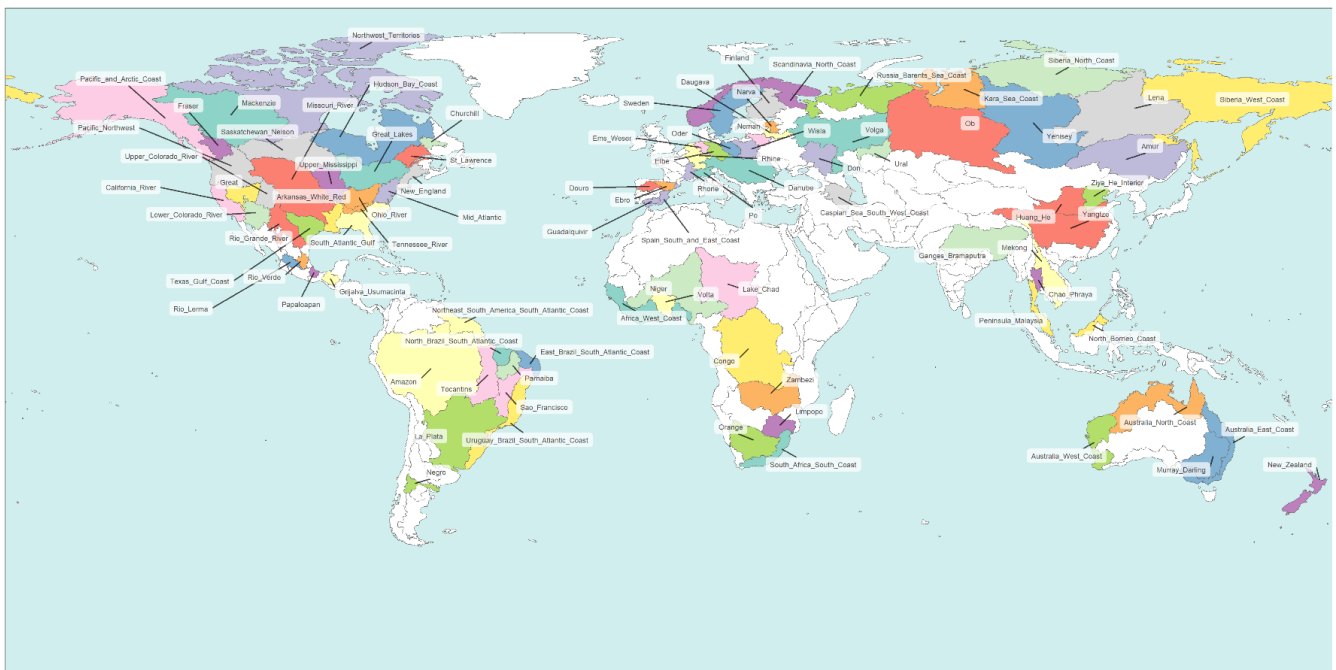 Northwest_Territories
Pacific_and_Arctic_Coast
Hudson_Bay_Coast
Fraser
Mackenzie
Missouri_River
Churchill
Pacific_Northwest
Saskatchewan_Nelson
Great_Lakes
Upper_Colorado_River
Upper_Mississippi
St_Lawrence
California_River
Great
Arkansas_White_Red
New_England
Lower_Colorado_River
Ohio_River
Mid_Atlantic
Rio_Grande_River
South_Atlantic_Gulf
Tennessee_River
Texas_Gulf_Coast
Rio_Verde
Rio_Lerma
Papaloapan
Grijalva_Usumacinta
Northeast_South_America_South_Atlantic_Coast
North_Brazil_South_Atlantic_Coast
East_Brazil_South_Atlantic_Coast
Amazon
Tocantins
Parnaiba
Sao_Francisco
La_Plata
Uruguay_Brazil_South_Atlantic_Coast
Negro
Finland
Scandinavia_North_Coast
Daugava
Narva
Russia_Barents_Sea_Coast
Siberia_North_Coast
Sweden
Kara_Sea_Coast
Lena
Siberia_West_Coast
Neman
Ob
Ems_Weser
Oder
Wisla
Volga
Yenisey
Elbe
Rhine
Ural
Amur
Douro
Rhone
Danube
Don
Ziya_He_Interior
Ebro
Po
Caspian_Sea_South_West_Coast
Huang_He
Yangtze
Guadalquivir
Spain_South_and_East_Coast
Ganges_Bramaputra
Mekong
Niger
Volta
Lake_Chad
Chao_Phraya
Africa_West_Coast
Peninsula_Malaysia
North_Borneo_Coast
Congo
Zambezi
Limpopo
Orange
South_Africa_South_Coast
Australia_North_Coast
Australia_East_Coast
Australia_West_Coast
Murray_Darling
New_Zealand